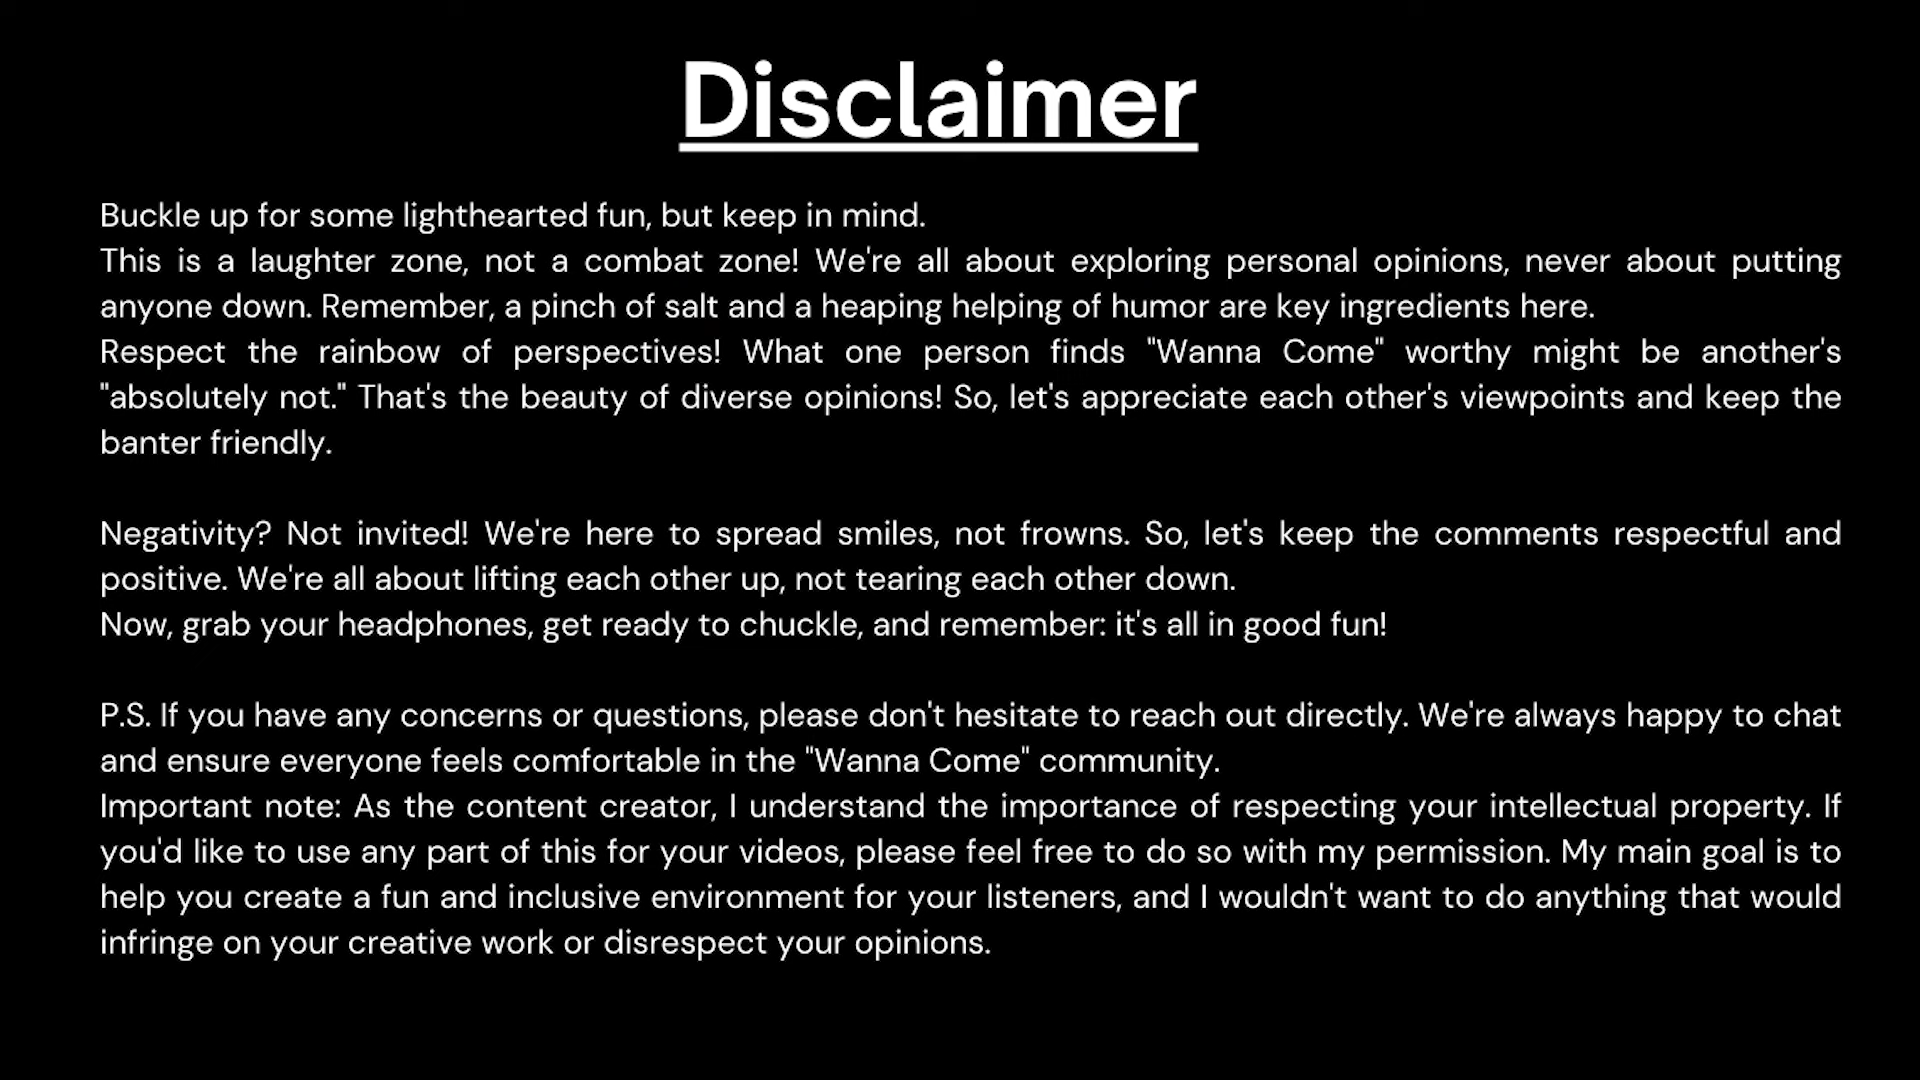 Disclaimer
Buckle up for some lighthearted fun, but keep in mind.
This is a laughter zone, not a combat zone! We're all about exploring personal opinions, never about putting
anyone down. Remember, a pinch of salt and a heaping helping of humor are key ingredients here.
Respect the rainbow of perspectives! What one person finds "Wanna Come" worthy might be another's
"absolutely not." That's the beauty of diverse opinions! So, let's appreciate each other's viewpoints and keep the
banter friendly.
Negativity? Not invited! We're here to spread smiles, not frowns. So, let's keep the comments respectful and
positive. We're all about lifting each other up, not tearing each other down.
Now, grab your headphones, get ready to chuckle, and remember: it's all in good fun!
P.S. If you have any concerns or questions, please don't hesitate to reach out directly. We're always happy to chat
and ensure everyone feels comfortable in the "Wanna Come" community.
Important note: As the content creator, I understand the importance of respecting your intellectual property. If
you'd like to use any part of this for your videos, please feel free to do so with my permission. My main goal is to
help you create a fun and inclusive environment for your listeners, and I wouldn't want to do anything that would
infringe on your creative work or disrespect your opinions.